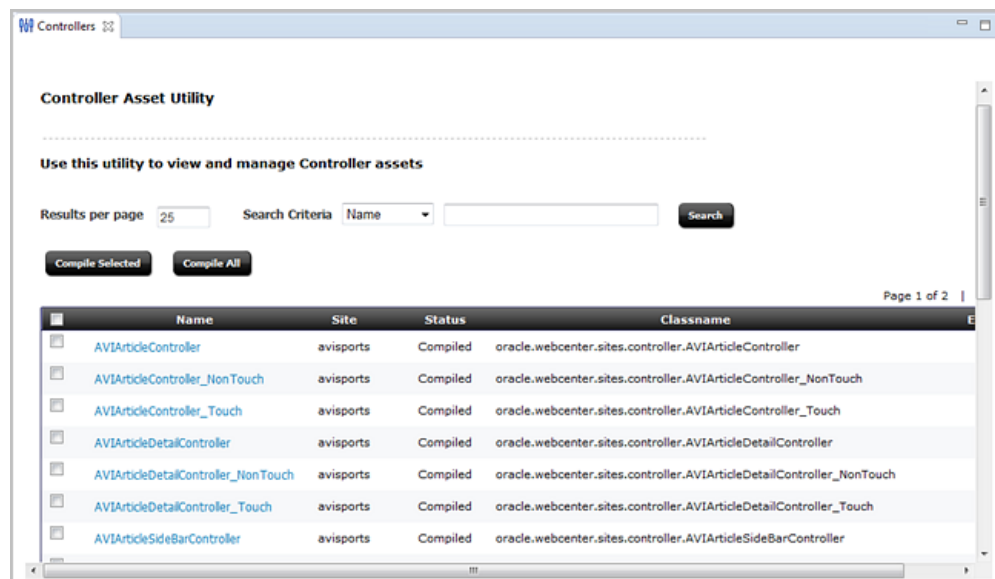 Controllers
Controller Asset Utility
Use this utility to view and manage Controller assets
Results per page 25 Search Criteria Name Search
Compile Selected Compile All
Page 1 of 2 |
Name Site Status Classname E
AVIArticleController avisports Compiled oracle.webcenter.sites.controller.AVIArticleController
AVIArticleController_NonTouch avisports Compiled oracle.webcenter.sites.controller.AVIArticleController_NonTouch
AVIArticleController_Touch avisports Compiled oracle.webcenter.sites.controller.AVIArticleController_Touch
AVIArticleDetailController avisports Compiled oracle.webcenter.sites.controller.AVIArticleDetailController
AVIArticleDetailController_NonTouch avisports Compiled oracle.webcenter.sites.controller.AVIArticleDetailController_NonTouch
AVIArticleDetailController_Touch avisports Compiled oracle.webcenter.sites.controller.AVIArticleDetailController_Touch
AVIArticleSideBarController avisports Compiled oracle.webcenter.sites.controller.AVIArticleSideBarController